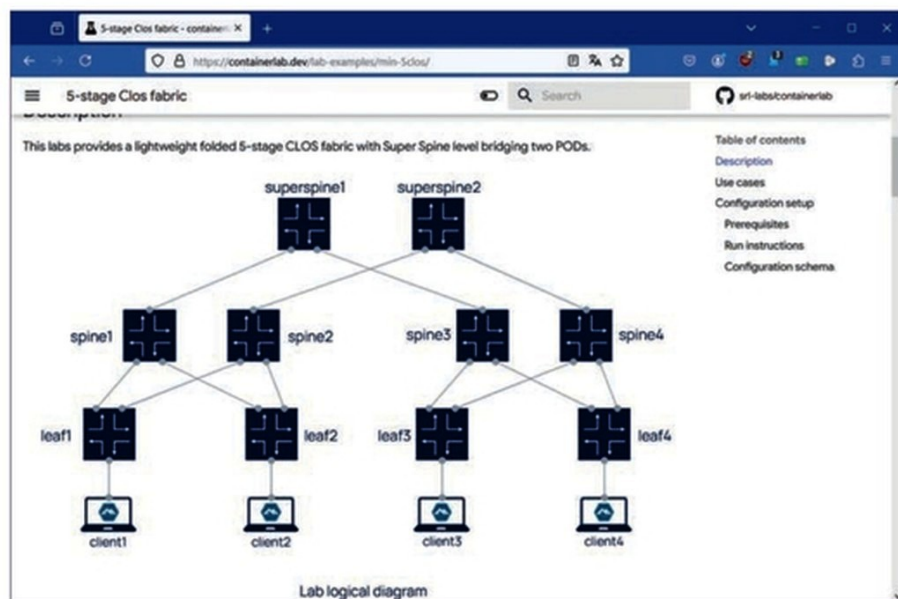 5-stage Clos fabric - container
https://containerlab.dev/lab-examples/min-5clos/
5-stage Clos fabric
Search
srl-labs/containerlab
Description
This labs provides a lightweight folded 5-stage CLOS fabric with Super Spine level bridging two PODs.
Table of contents
Description
Use cases
Configuration setup
Prerequisites
Run instructions
Configuration schema
superspine1 superspine2
spine1 spine2 spine3 spine4
leaf1 leaf2 leaf3 leaf4
client1 client2 client3 client4
Lab logical diagram